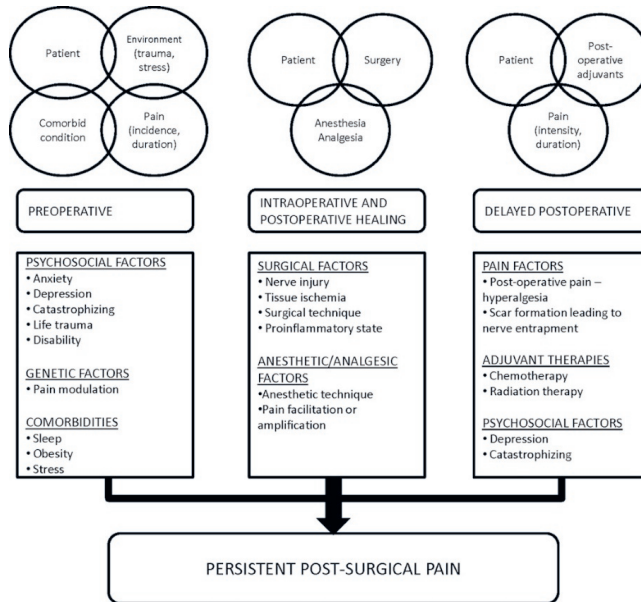 Patient
Environment
(trauma,
stress)
Comorbid
condition
Pain
(incidence,
duration)
Patient
Surgery
Anesthesia
Analgesia
Patient
Post-
operative
adjuvants
Pain
(intensity,
duration)
PREOPERATIVE
INTRAOPERATIVE AND
POSTOPERATIVE HEALING
DELAYED POSTOPERATIVE
PSYCHOSOCIAL FACTORS
• Anxiety
• Depression
• Catastrophizing
• Life trauma
• Disability
GENETIC FACTORS
• Pain modulation
COMORBIDITIES
• Sleep
• Obesity
• Stress
SURGICAL FACTORS
• Nerve injury
• Tissue ischemia
• Surgical technique
• Proinflammatory state
ANESTHETIC/ANALGESIC
FACTORS
•Anesthetic technique
•Pain facilitation or
amplification
PAIN FACTORS
• Post-operative pain –
hyperalgesia
• Scar formation leading to
nerve entrapment
ADJUVANT THERAPIES
• Chemotherapy
• Radiation therapy
PSYCHOSOCIAL FACTORS
• Depression
• Catastrophizing
PERSISTENT POST-SURGICAL PAIN